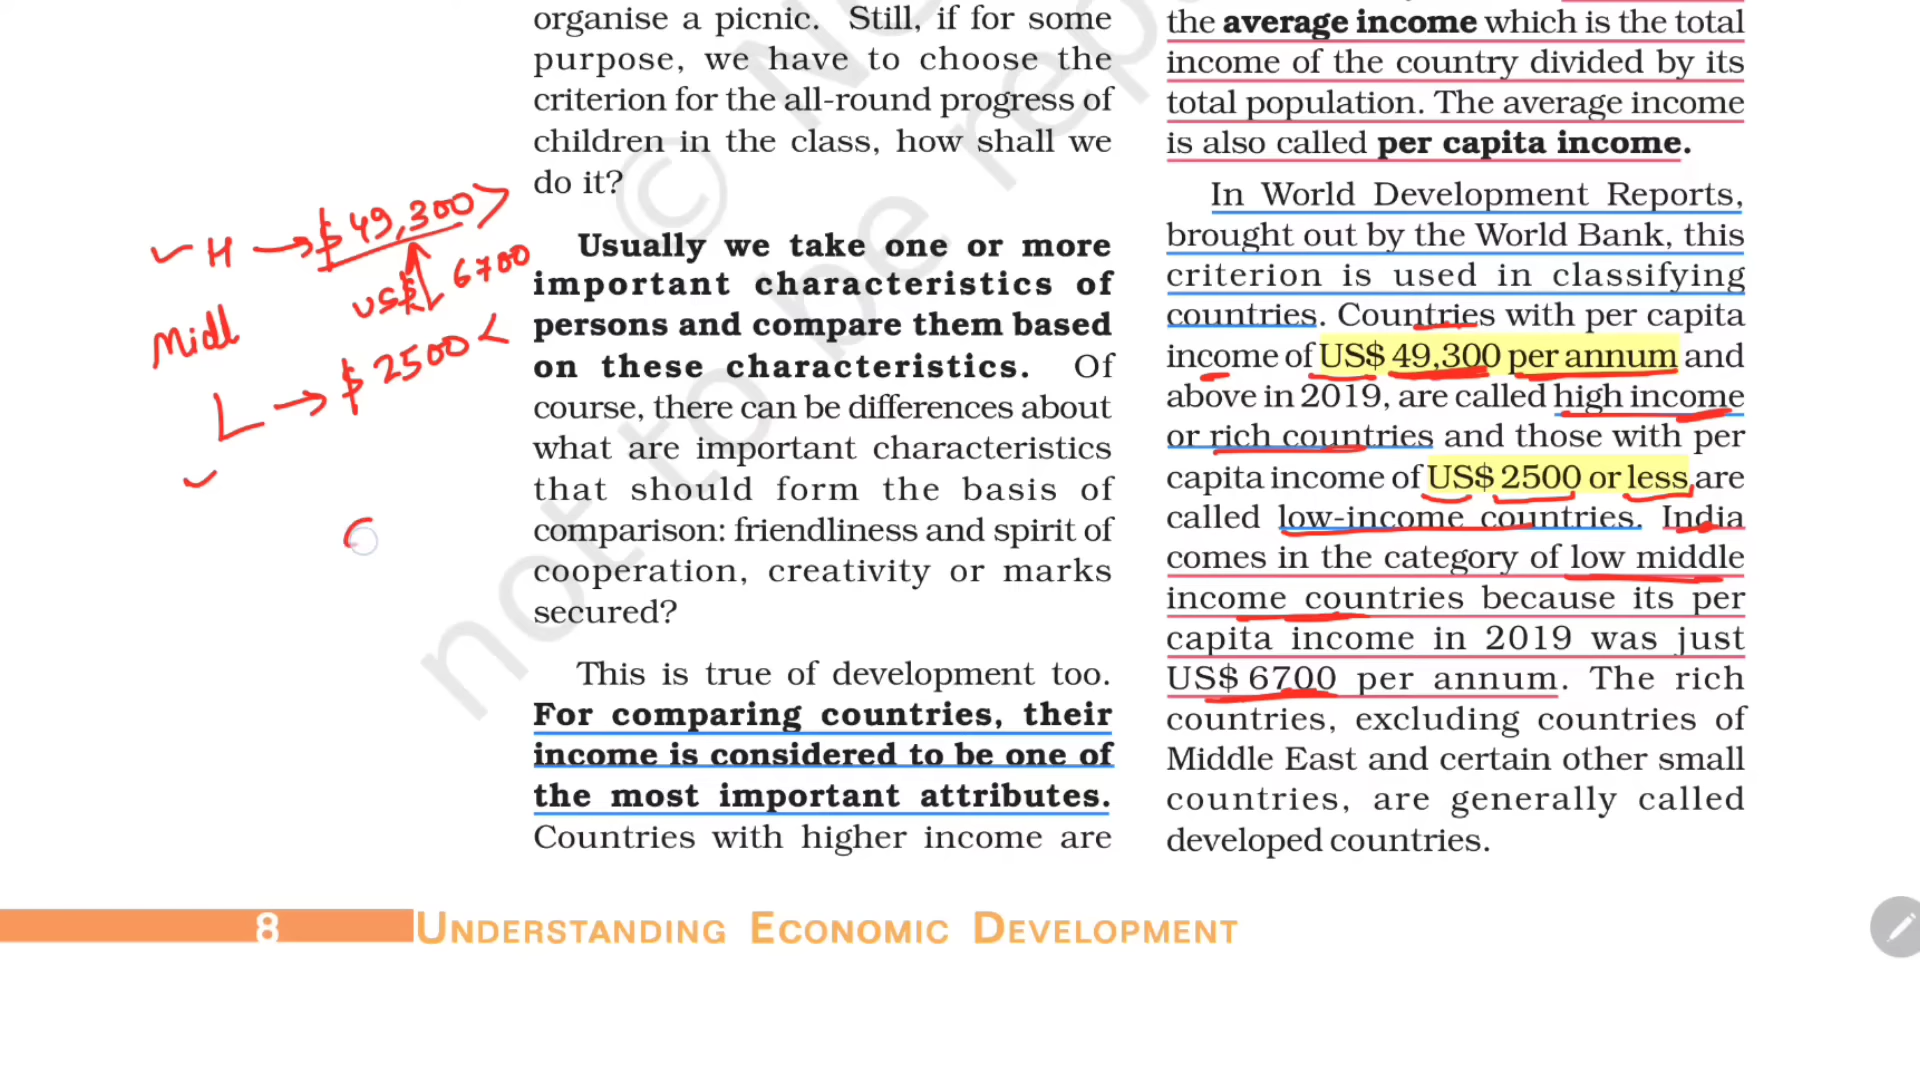 organise a picnic. Still, if for some
purpose, we have to choose the
criterion for the all-round progress of
children in the class, how shall we
do it?
Usually we take one or more
important characteristics of
persons and compare them based
on these characteristics. Of
course, there can be differences about
what are important characteristics
that should form the basis of
comparison: friendliness and spirit of
cooperation, creativity or marks
secured?
This is true of development too.
For comparing countries, their
income is considered to be one of
the most important attributes.
Countries with higher income are
the average income which is the total
income of the country divided by its
total population. The average income
is also called per capita income.
In World Development Reports,
brought out by the World Bank, this
criterion is used in classifying
countries. Countries with per capita
income of US$ 49,300 per annum and
above in 2019, are called high income
or rich countries and those with per
capita income of US$ 2500 or less are
called low-income countries. India
comes in the category of low middle
income countries because its per
capita income in 2019 was just
US$ 6700 per annum. The rich
countries, excluding countries of
Middle East and certain other small
countries, are generally called
developed countries.
H → $ 49,300 >
US$ 6700
Midl
L → $ 2500 <
not to be
8 UNDERSTANDING ECONOMIC DEVELOPMENT